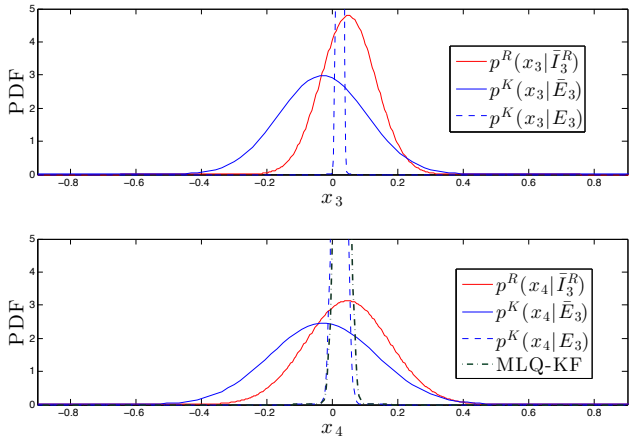 5
4
3
2
1
0
PDF
−0.8 −0.6 −0.4 −0.2 0 0.2 0.4 0.6 0.8
x₃
p^R(x₃|Ī₃^R)
p^K(x₃|Ē₃)
p^K(x₃|E₃)
5
4
3
2
1
0
PDF
−0.8 −0.6 −0.4 −0.2 0 0.2 0.4 0.6 0.8
x₄
p^R(x₄|Ī₃^R)
p^K(x₄|Ē₃)
p^K(x₄|E₃)
MLQ-KF